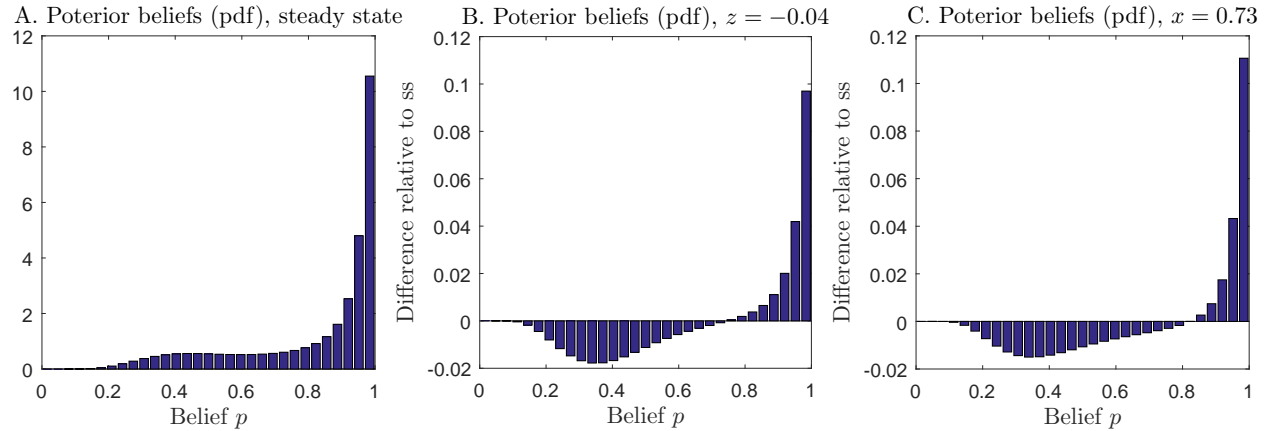 A. Poterior beliefs (pdf), steady state
12
10
8
6
4
2
0
0 0.2 0.4 0.6 0.8 1
Belief p
B. Poterior beliefs (pdf), z = −0.04
Difference relative to ss
0.12
0.1
0.08
0.06
0.04
0.02
0
-0.02
0 0.2 0.4 0.6 0.8 1
Belief p
C. Poterior beliefs (pdf), x = 0.73
Difference relative to ss
0.12
0.1
0.08
0.06
0.04
0.02
0
-0.02
0 0.2 0.4 0.6 0.8 1
Belief p